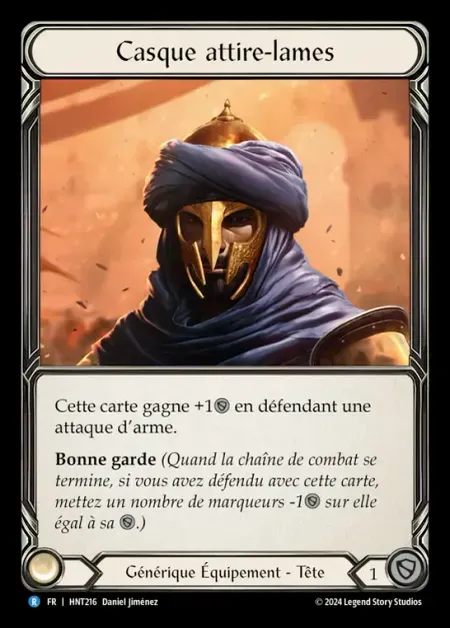 Casque attire-lames
Cette carte gagne +1 en défendant une
attaque d'arme.
Bonne garde (Quand la chaîne de combat se
termine, si vous avez défendu avec cette carte,
mettez un nombre de marqueurs -1 sur elle
égal à sa .)
Générique Équipement - Tête
1
R FR | HNT216 Daniel Jiménez
© 2024 Legend Story Studios